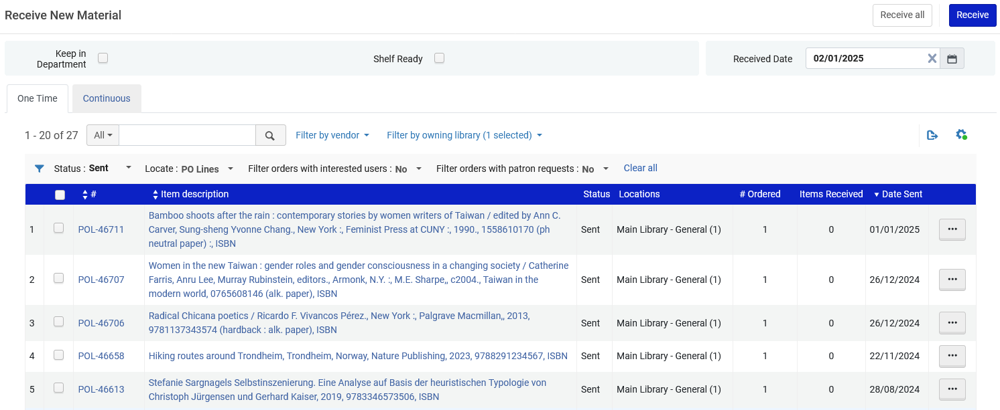 Receive New Material
Receive all
Receive
Keep in
Department
Shelf Ready
Received Date
02/01/2025
One Time
Continuous
1 - 20 of 27
All
Filter by vendor
Filter by owning library (1 selected)
Status : Sent
Locate : PO Lines
Filter orders with interested users : No
Filter orders with patron requests : No
Clear all
# Item description Status Locations # Ordered Items Received Date Sent
1 POL-46711
Bamboo shoots after the rain : contemporary stories by women writers of Taiwan / edited by Ann C.
Carver, Sung-sheng Yvonne Chang., New York :, Feminist Press at CUNY :, 1990., 1558610170 (ph
neutral paper) :, ISBN
Sent Main Library - General (1) 1 0 01/01/2025
2 POL-46707
Women in the new Taiwan : gender roles and gender consciousness in a changing society / Catherine
Farris, Anru Lee, Murray Rubinstein, editors., Armonk, N.Y. :, M.E. Sharpe,, c2004., Taiwan in the
modern world, 0765608146 (alk. paper), ISBN
Sent Main Library - General (1) 1 0 26/12/2024
3 POL-46706
Radical Chicana poetics / Ricardo F. Vivancos Pérez., New York :, Palgrave Macmillan,, 2013,
9781137343574 (hardback : alk. paper), ISBN
Sent Main Library - General (1) 1 0 26/12/2024
4 POL-46658
Hiking routes around Trondheim, Trondheim, Norway, Nature Publishing, 2023, 9788291234567, ISBN
Sent Main Library - General (1) 1 0 22/11/2024
5 POL-46613
Stefanie Sargnagels Selbstinszenierung. Eine Analyse auf Basis der heuristischen Typologie von
Christoph Jürgensen und Gerhard Kaiser, 2019, 9783346573506, ISBN
Sent Main Library - General (1) 1 0 28/08/2024